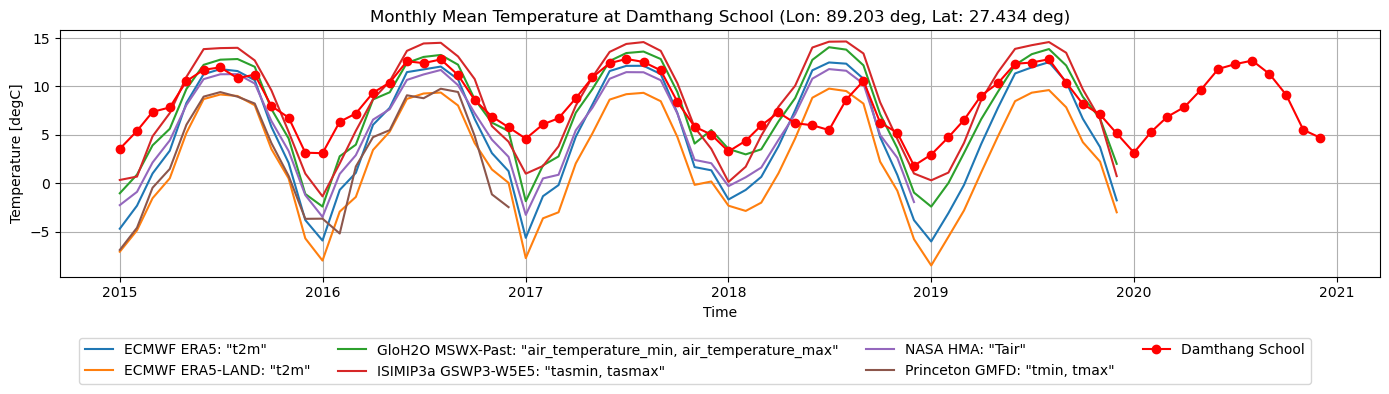 Monthly Mean Temperature at Damthang School (Lon: 89.203 deg, Lat: 27.434 deg)
Temperature [degC]
15
10
5
0
−5
2015 2016 2017 2018 2019 2020 2021
Time
ECMWF ERA5: "t2m" GloH2O MSWX-Past: "air_temperature_min, air_temperature_max" NASA HMA: "Tair" Damthang School
ECMWF ERA5-LAND: "t2m" ISIMIP3a GSWP3-W5E5: "tasmin, tasmax" Princeton GMFD: "tmin, tmax"